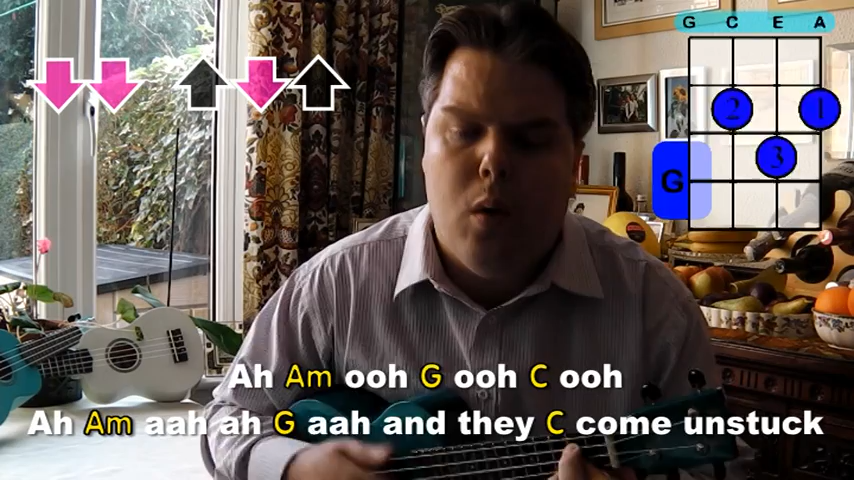 G C E A
2 1
3
G
Ah Am ooh G ooh C ooh
Ah Am aah ah G aah and they C come unstuck